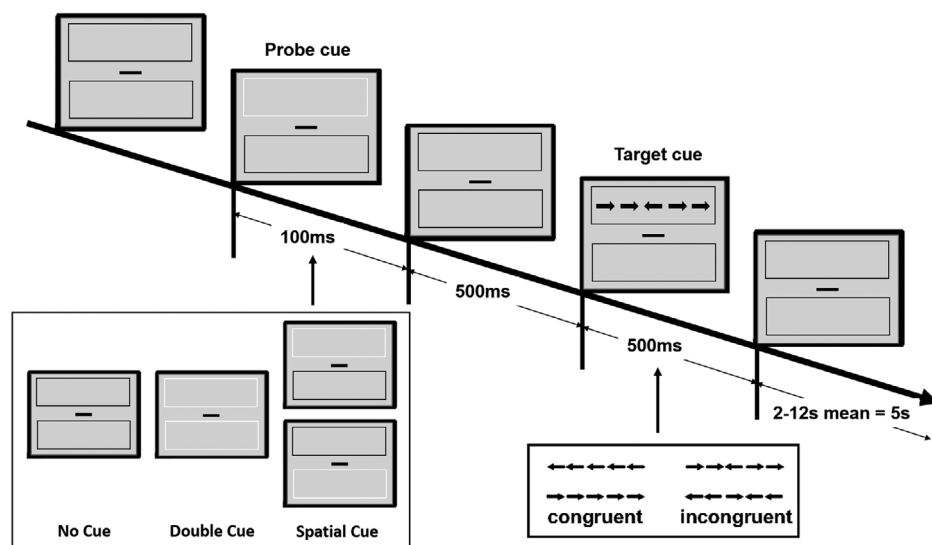 Probe cue
Target cue
100ms
500ms
500ms
2-12s mean = 5s
No Cue
Double Cue
Spatial Cue
congruent
incongruent